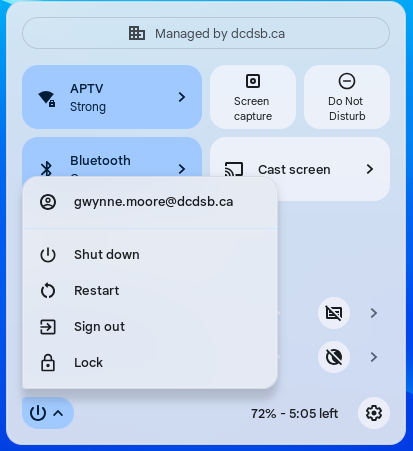 Managed by dcdsb.ca
APTV
Strong
Screen
capture
Do Not
Disturb
Bluetooth
Cast screen
gwynne.moore@dcdsb.ca
Shut down
Restart
Sign out
Lock
72% - 5:05 left